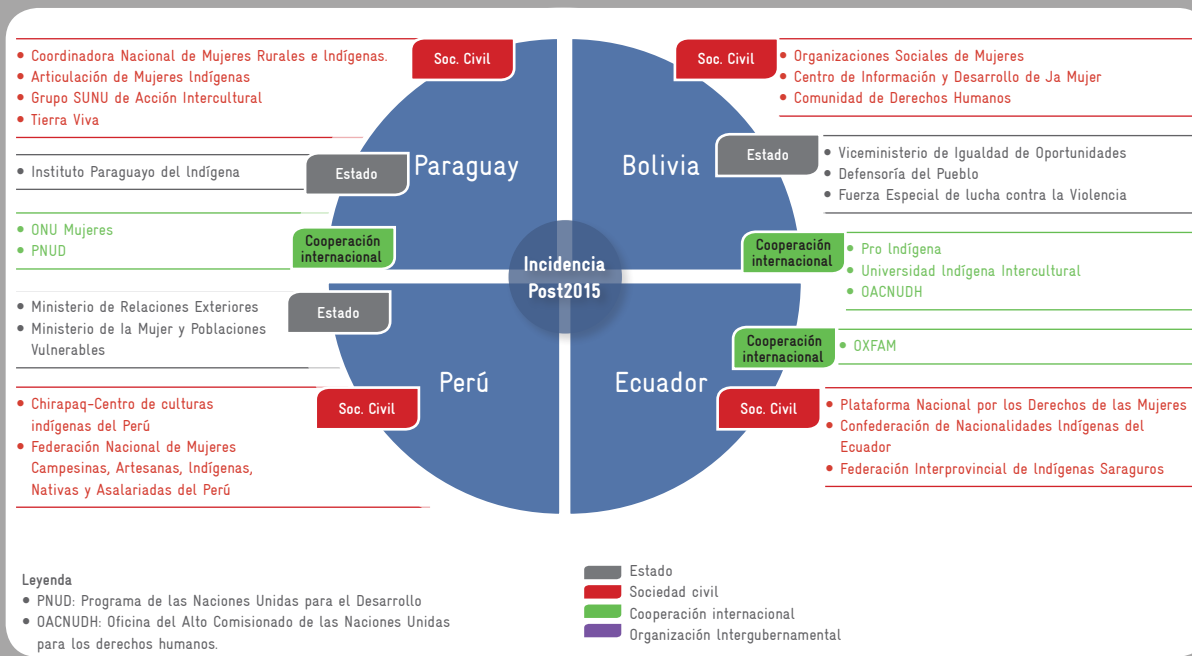 Soc. Civil
• Coordinadora Nacional de Mujeres Rurales e Indígenas.
• Articulación de Mujeres Indígenas
• Grupo SUNU de Acción Intercultural
• Tierra Viva
Estado
• Instituto Paraguayo del Indígena
Cooperación
internacional
• ONU Mujeres
• PNUD
Paraguay
Soc. Civil
• Organizaciones Sociales de Mujeres
• Centro de Información y Desarrollo de Ja Mujer
• Comunidad de Derechos Humanos
Bolivia
Estado
• Viceministerio de Igualdad de Oportunidades
• Defensoría del Pueblo
• Fuerza Especial de lucha contra la Violencia
Cooperación
internacional
• Pro Indígena
• Universidad Indígena Intercultural
• OACNUDH
Incidencia
Post2015
Estado
• Ministerio de Relaciones Exteriores
• Ministerio de la Mujer y Poblaciones
Vulnerables
Perú
Soc. Civil
• Chirapaq-Centro de culturas
indígenas del Perú
• Federación Nacional de Mujeres
Campesinas, Artesanas, Indígenas,
Nativas y Asalariadas del Perú
Cooperación
internacional
• OXFAM
Ecuador
Soc. Civil
• Plataforma Nacional por los Derechos de las Mujeres
• Confederación de Nacionalidades Indígenas del
Ecuador
• Federación Interprovincial de Indígenas Saraguros
Leyenda
• PNUD: Programa de las Naciones Unidas para el Desarrollo
• OACNUDH: Oficina del Alto Comisionado de las Naciones Unidas
para los derechos humanos.
Estado
Sociedad civil
Cooperación internacional
Organización Intergubernamental